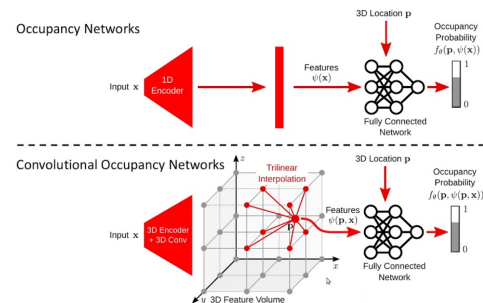 Occupancy Networks
3D Location p
Occupancy
Probability
fθ(p, ψ(x))
1
0
Features
ψ(x)
Input x
1D
Encoder
Fully Connected
Network
Convolutional Occupancy Networks
3D Location p
Occupancy
Probability
fθ(p, ψ(p, x))
1
0
z
Trilinear
Interpolation
Features
ψ(p, x)
p
Input x
3D Encoder
+ 3D Conv
x
Fully Connected
Network
y
3D Feature Volume